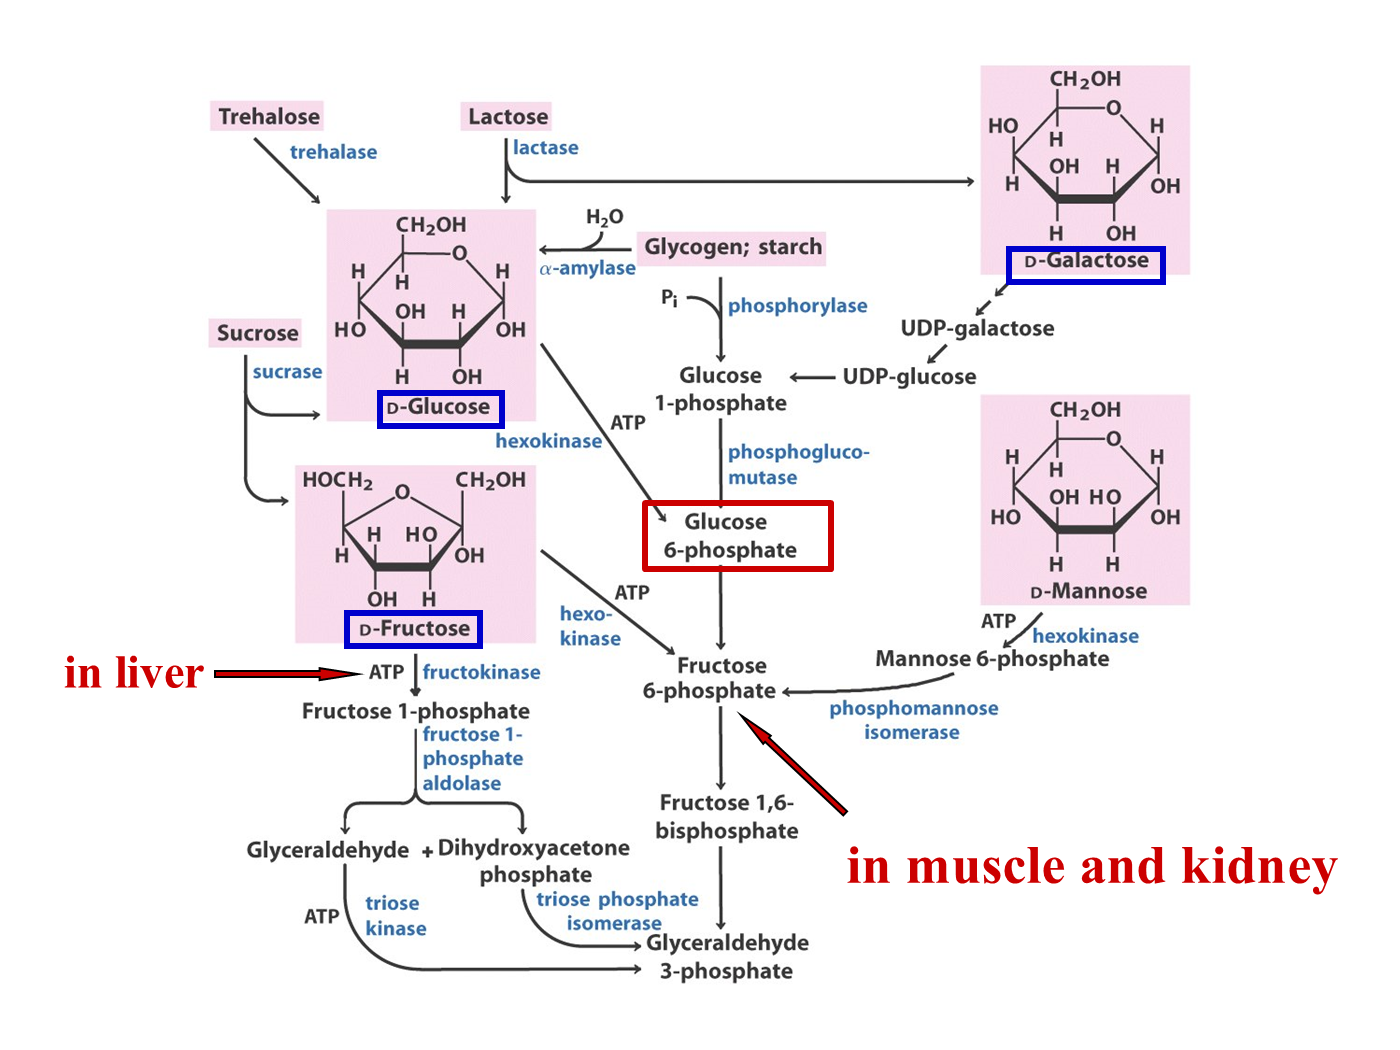 Trehalose
trehalase
Lactose
lactase
CH₂OH
O
HO
H
H
OH
H
H
OH
H
OH
D-Galactose
CH₂OH
O
H
H
H
OH
H
HO
OH
H
OH
D-Glucose
H₂O
Glycogen; starch
α-amylase
Pi
phosphorylase
UDP-galactose
UDP-glucose
Glucose
1-phosphate
Sucrose
sucrase
hexokinase
ATP
phosphogluco-
mutase
Glucose
6-phosphate
CH₂OH
O
H
H
H
OH
HO
HO
OH
H
H
D-Mannose
HOCH₂
O
CH₂OH
H
HO
H
OH
OH
H
D-Fructose
ATP
hexo-
kinase
ATP
hexokinase
Mannose 6-phosphate
phosphomannose
isomerase
Fructose
6-phosphate
in liver
ATP
fructokinase
Fructose 1-phosphate
fructose 1-
phosphate
aldolase
Fructose 1,6-
bisphosphate
in muscle and kidney
Glyceraldehyde + Dihydroxyacetone
phosphate
ATP
triose
kinase
triose phosphate
isomerase
Glyceraldehyde
3-phosphate